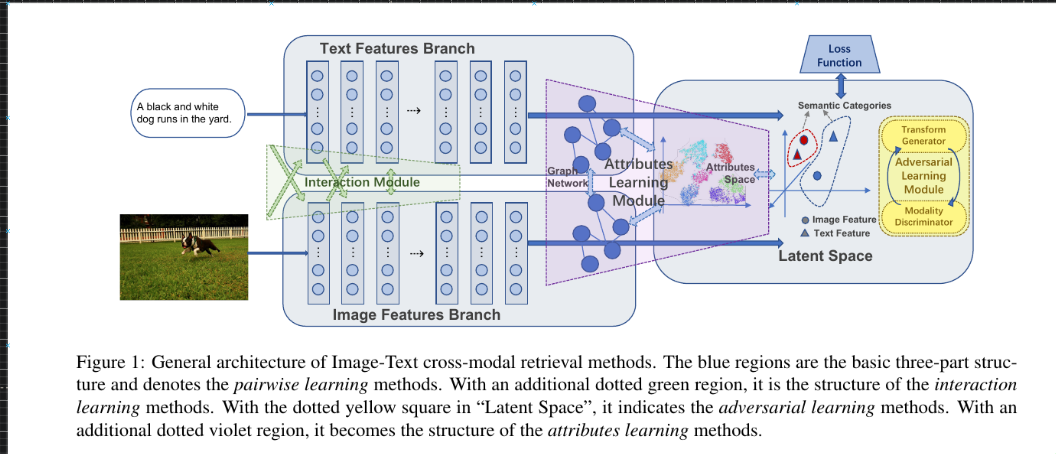 Text Features Branch
A black and white
dog runs in the yard.
Interaction Module
Image Features Branch
Graph
Network
Attributes
Learning
Module
Attributes
Space
Loss
Function
Semantic Categories
Image Feature
Text Feature
Latent Space
Transform
Generator
Adversarial
Learning
Module
Modality
Discriminator
Figure 1: General architecture of Image-Text cross-modal retrieval methods. The blue regions are the basic three-part struc-
ture and denotes the pairwise learning methods. With an additional dotted green region, it is the structure of the interaction
learning methods. With the dotted yellow square in “Latent Space”, it indicates the adversarial learning methods. With an
additional dotted violet region, it becomes the structure of the attributes learning methods.